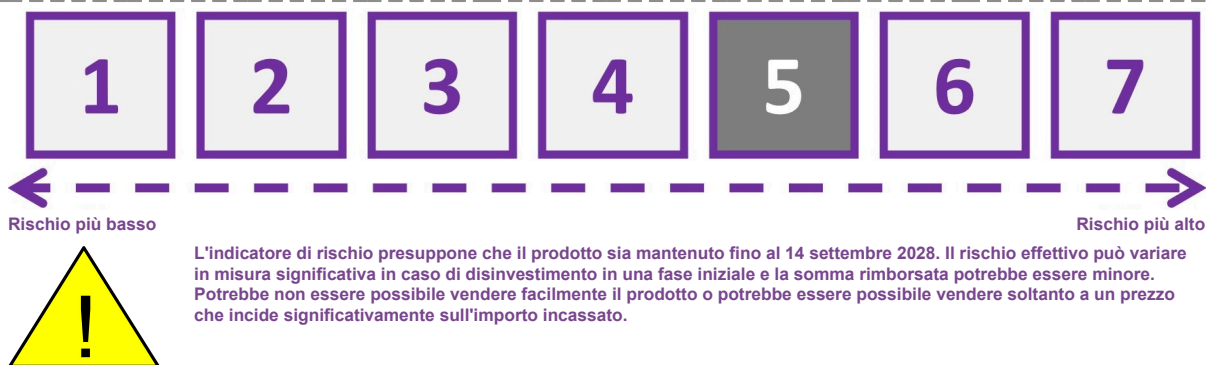 1 2 3 4 5 6 7
Rischio più basso Rischio più alto
L'indicatore di rischio presuppone che il prodotto sia mantenuto fino al 14 settembre 2028. Il rischio effettivo può variare
in misura significativa in caso di disinvestimento in una fase iniziale e la somma rimborsata potrebbe essere minore.
Potrebbe non essere possibile vendere facilmente il prodotto o potrebbe essere possibile vendere soltanto a un prezzo
che incide significativamente sull'importo incassato.
!